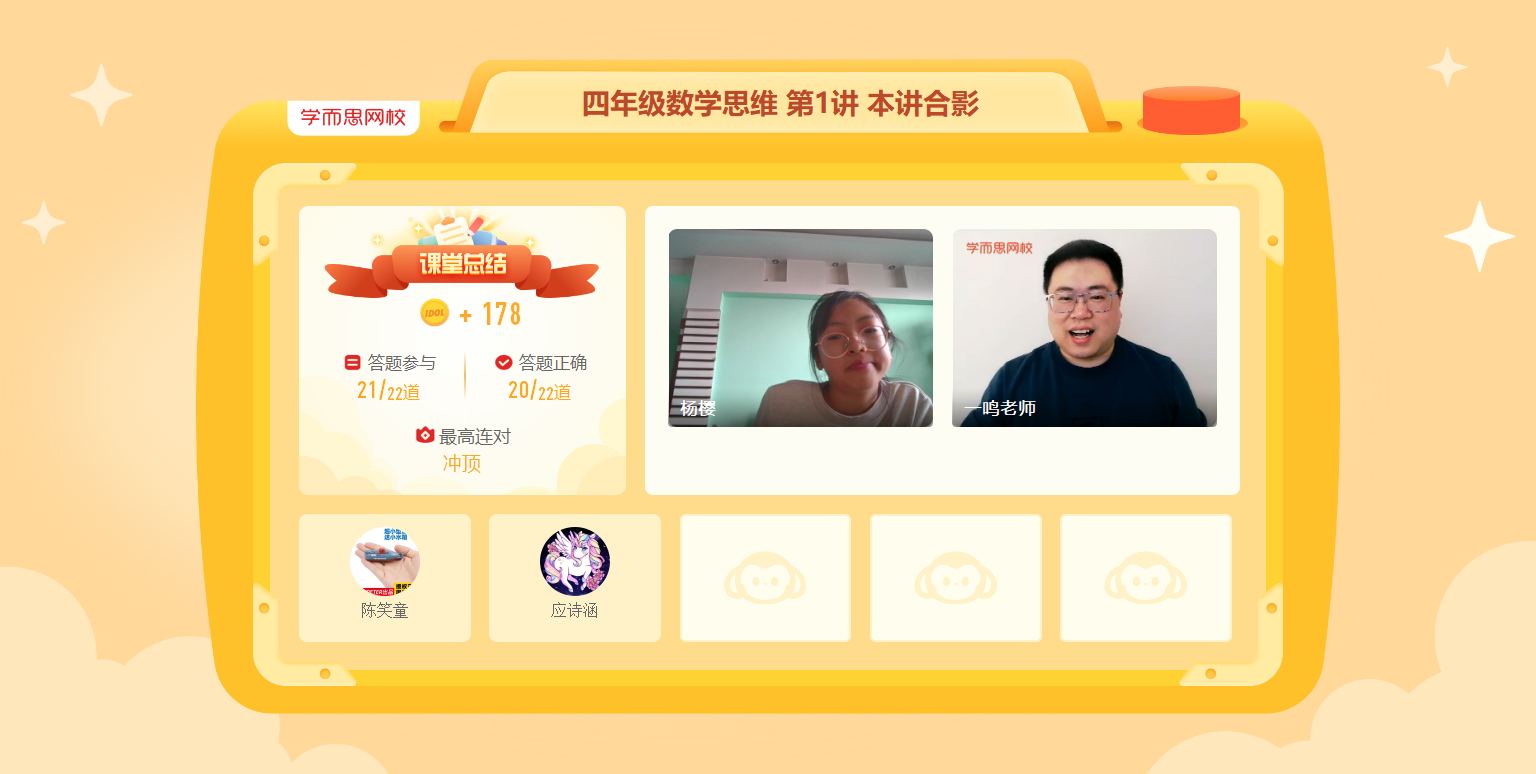 四年级数学思维 第1讲 本讲合影
学而思网校
课堂总结
IDOL + 178
答题参与 答题正确
21/22道 20/22道
最高连对
冲顶
杨樱
学而思网校
一鸣老师
陈笑童 应诗涵